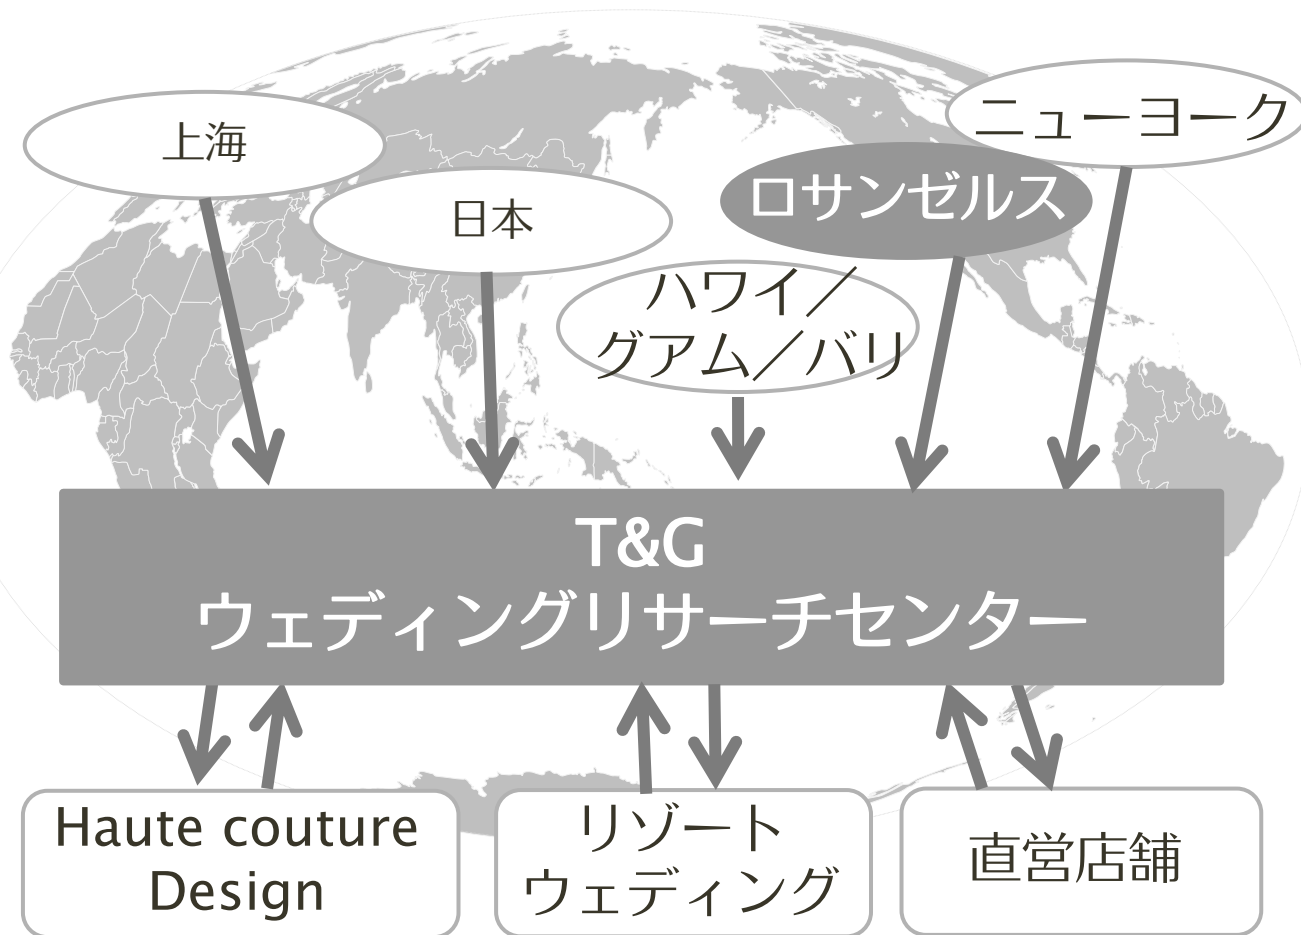 上海
日本
ニューヨーク
ロサンゼルス
ハワイ／
グアム／バリ
T&G
ウェディングリサーチセンター
Haute couture
Design
リゾート
ウェディング
直営店舗